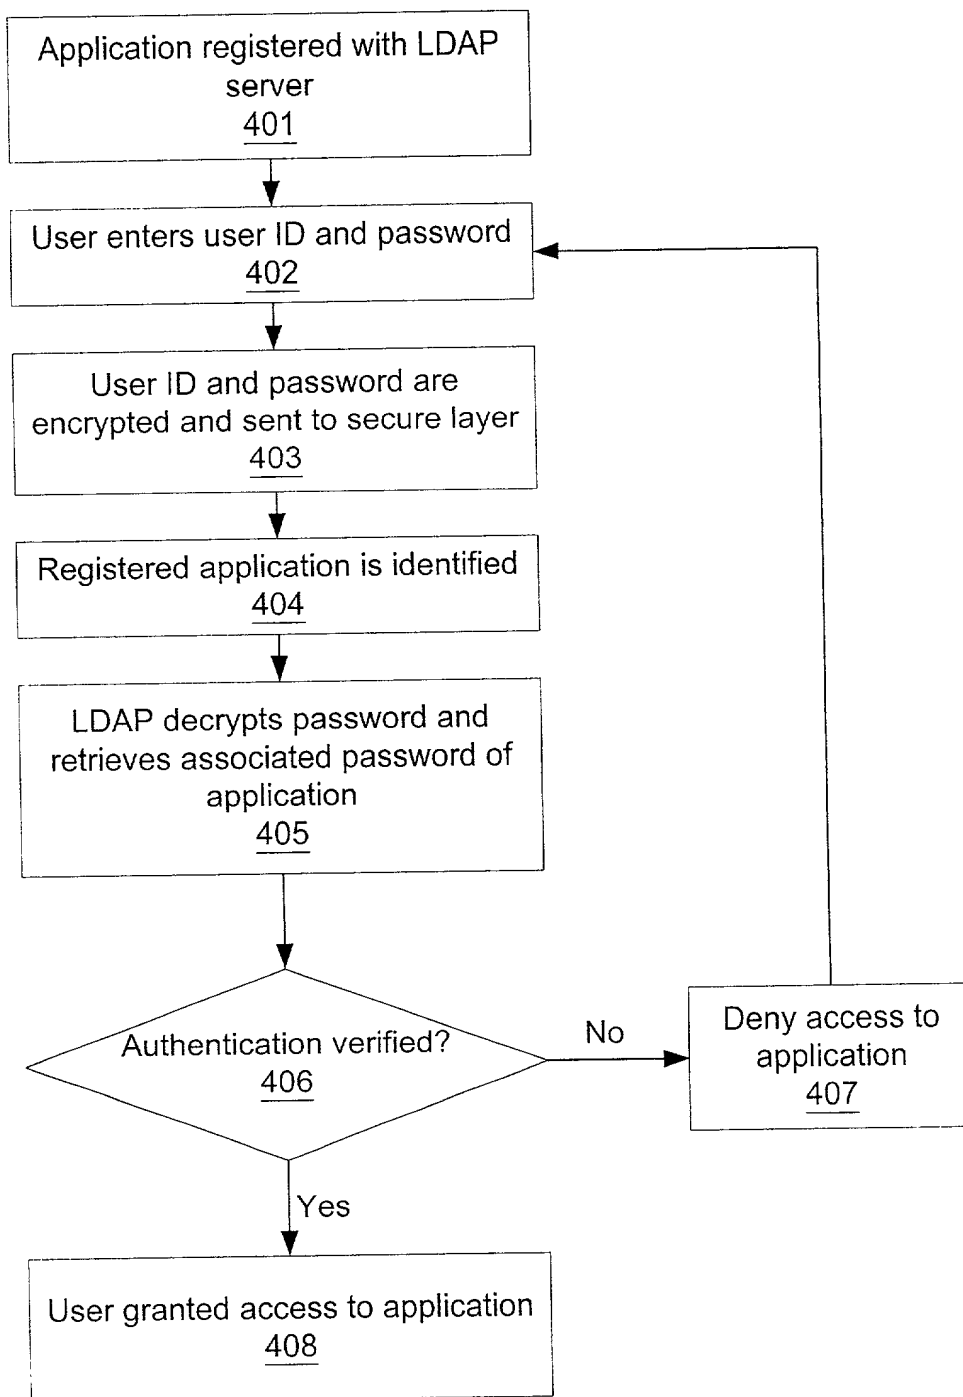 Application registered with LDAP
server
401
User enters user ID and password
402
User ID and password are
encrypted and sent to secure layer
403
Registered application is identified
404
LDAP decrypts password and
retrieves associated password of
application
405
Authentication verified?
406
No
Deny access to
application
407
Yes
User granted access to application
408